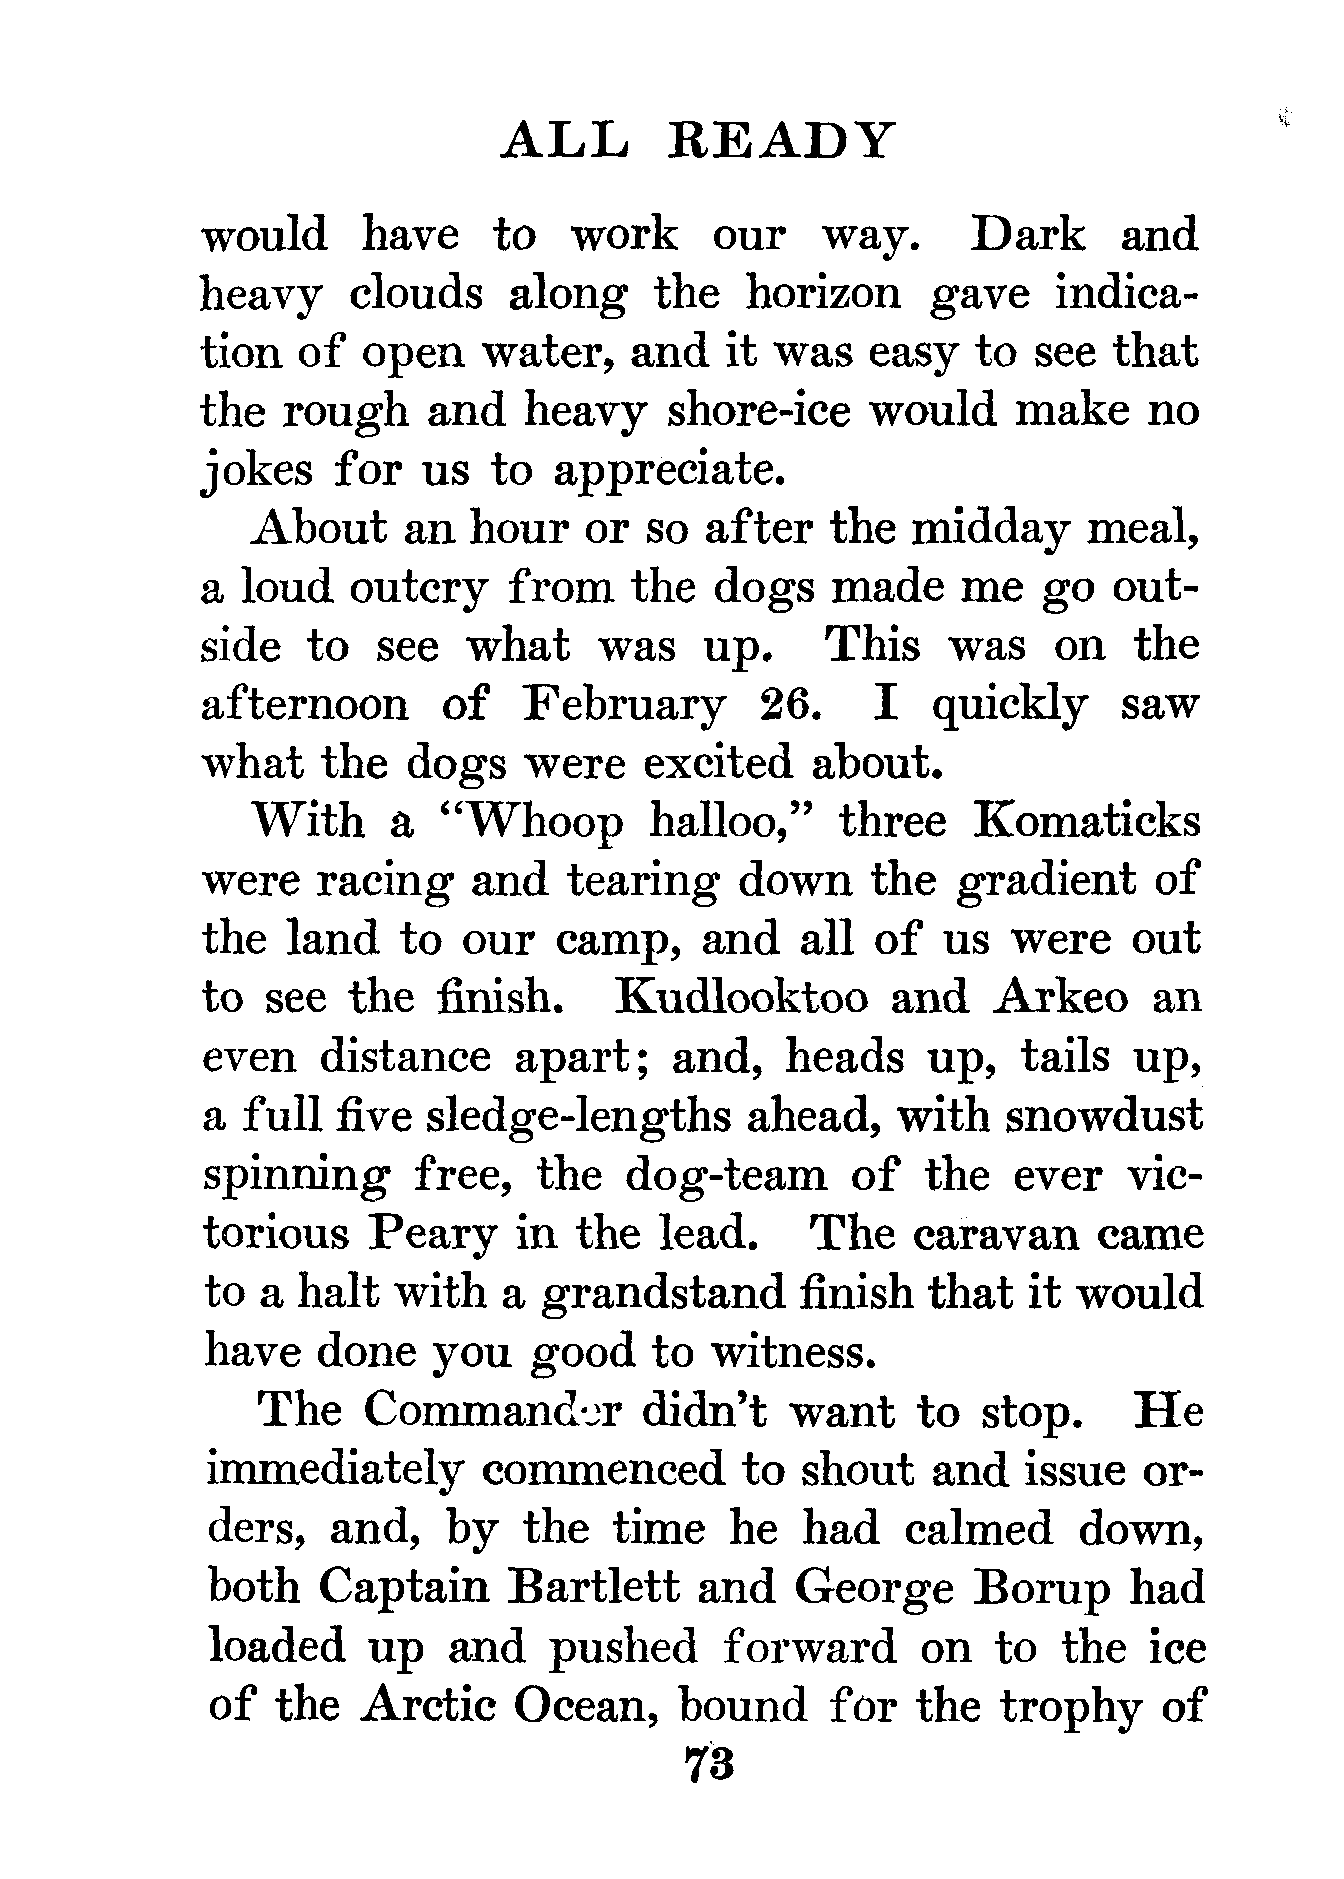 ALL READY
would have to work our way. Dark and
heavy clouds along the horizon gave indica-
tion of open water, and it was easy to see that
the rough and heavy shore-ice would make no
jokes for us to appreciate.
About an hour or so after the midday meal,
a loud outcry from the dogs made me go out-
side to see what was up. This was on the
afternoon of February 26. I quickly saw
what the dogs were excited about.
With a "Whoop halloo," three Komaticks
were racing and tearing down the gradient of
the land to our camp, and all of us were out
to see the finish. Kudlooktoo and Arkeo an
even distance apart; and, heads up, tails up,
a full five sledge-lengths ahead, with snowdust
spinning free, the dog-team of the ever vic-
torious Peary in the lead. The caravan came
to a halt with a grandstand finish that it would
have done you good to witness.
The Commander didn't want to stop. He
immediately commenced to shout and issue or-
ders, and, by the time he had calmed down,
both Captain Bartlett and George Borup had
loaded up and pushed forward on to the ice
of the Arctic Ocean, bound for the trophy of
73